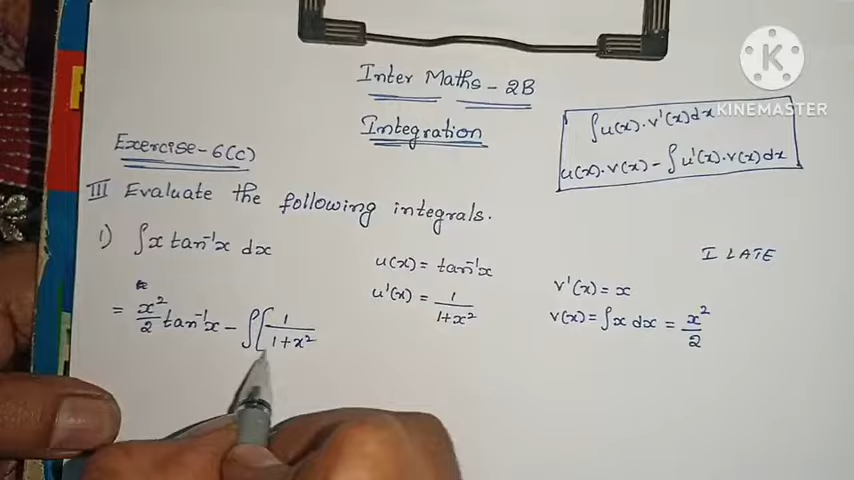 Inter Maths - 2B
K
KINEMASTER
Integration
∫u(x).v'(x)dx
u(x).v(x) - ∫u'(x).v(x)dx
Exercise - 6(c)
III Evaluate the following integrals.
1) ∫x tan⁻¹x dx
u(x) = tan⁻¹x
u'(x) = 1/1+x²
I LATE
v'(x) = x
v(x) = ∫x dx = x²/2
= x²/2 tan⁻¹x - ∫[1/1+x²